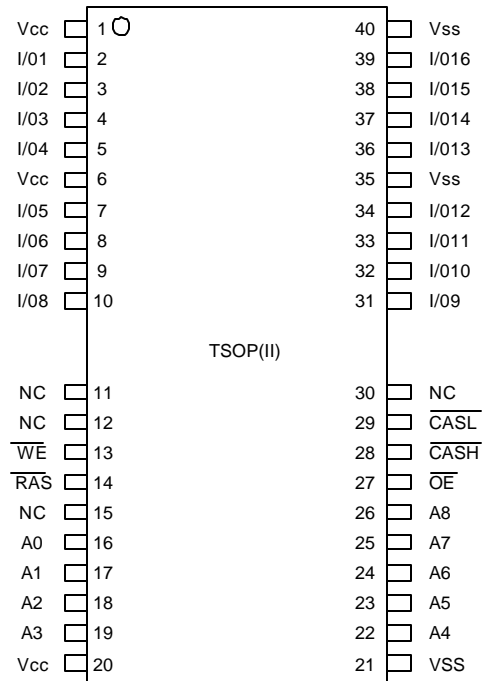 Vcc 1 40 Vss
I/01 2 39 I/016
I/02 3 38 I/015
I/03 4 37 I/014
I/04 5 36 I/013
Vcc 6 35 Vss
I/05 7 34 I/012
I/06 8 33 I/011
I/07 9 32 I/010
I/08 10 31 I/09
TSOP(II)
NC 11 30 NC
NC 12 29 CASL
WE 13 28 CASH
RAS 14 27 OE
NC 15 26 A8
A0 16 25 A7
A1 17 24 A6
A2 18 23 A5
A3 19 22 A4
Vcc 20 21 VSS